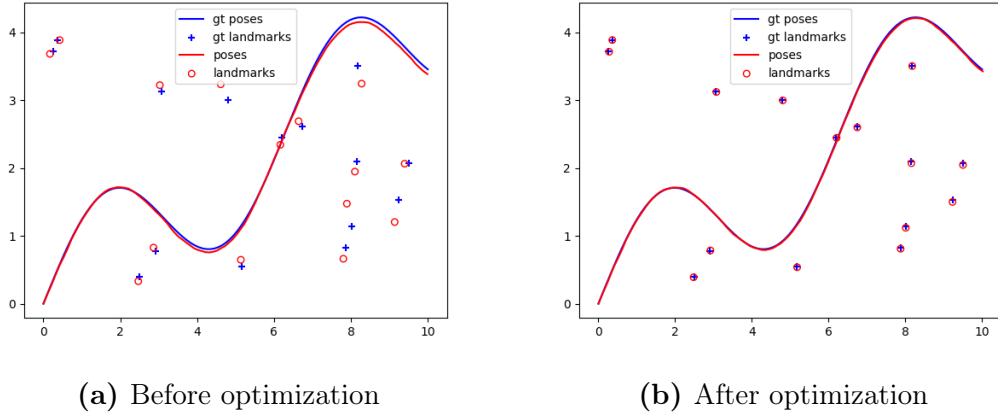 gt poses
gt landmarks
poses
landmarks
4
3
2
1
0
0 2 4 6 8 10
(a) Before optimization
gt poses
gt landmarks
poses
landmarks
4
3
2
1
0
0 2 4 6 8 10
(b) After optimization